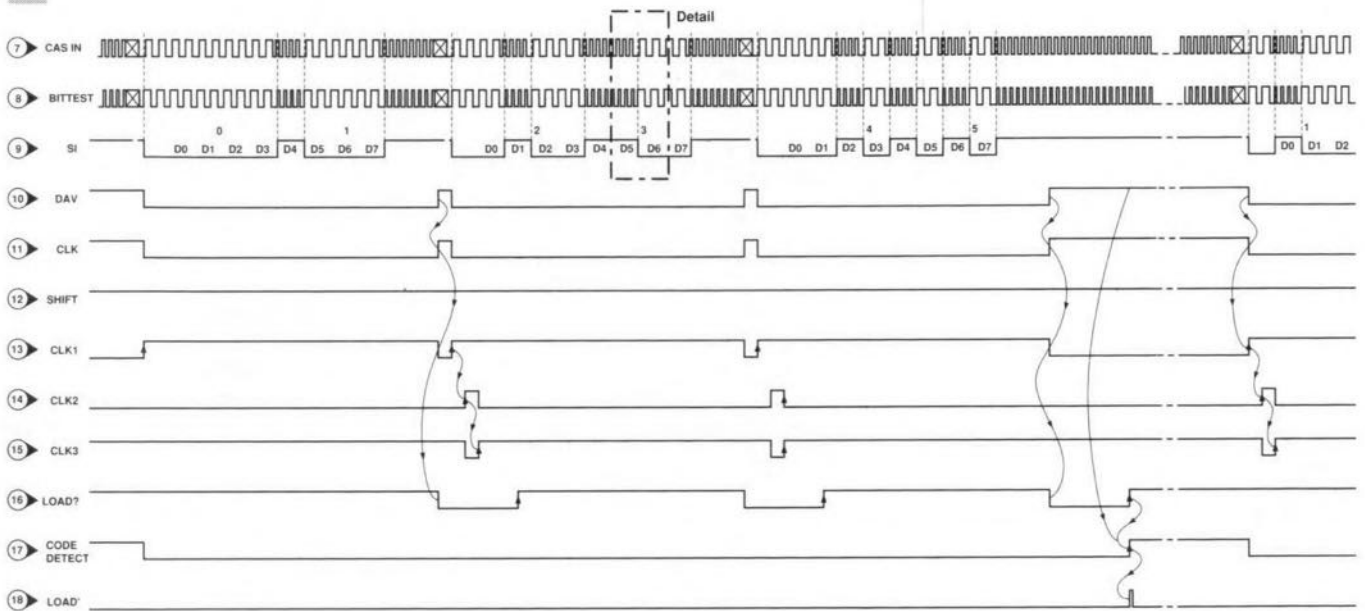 Detail
7 CAS IN
8 BITTEST
0 1 2 3 4 5 1
9 SI D0 D1 D2 D3 D4 D5 D6 D7 D0 D1 D2 D3 D4 D5 D6 D7 D0 D1 D2 D3 D4 D5 D6 D7 D0 D1 D2
10 DAV
11 CLK
12 SHIFT
13 CLK1
14 CLK2
15 CLK3
16 LOAD?
17 CODE
DETECT
18 LOAD'